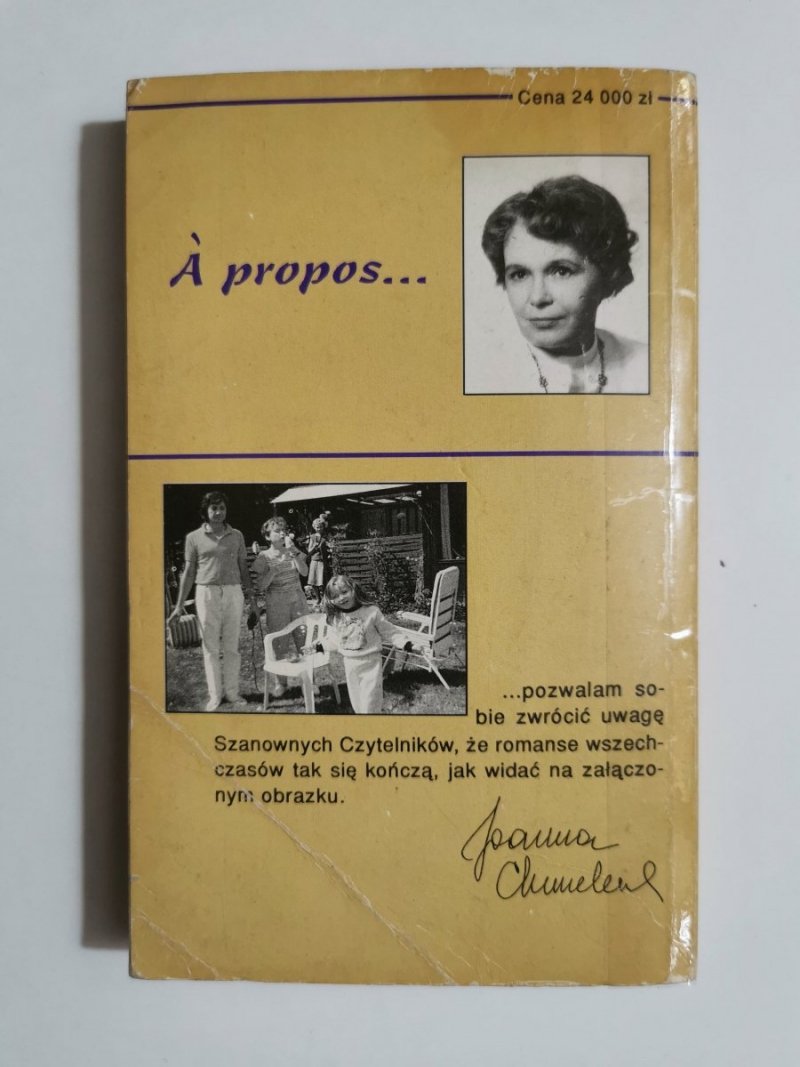 Cena 24 000 zł
À propos...
...pozwalam so-
bie zwrócić uwagę
Szanownych Czytelników, że romanse wszech-
czasów tak się kończą, jak widać na załączo-
nym obrazku.
Joanna
Chmielewska